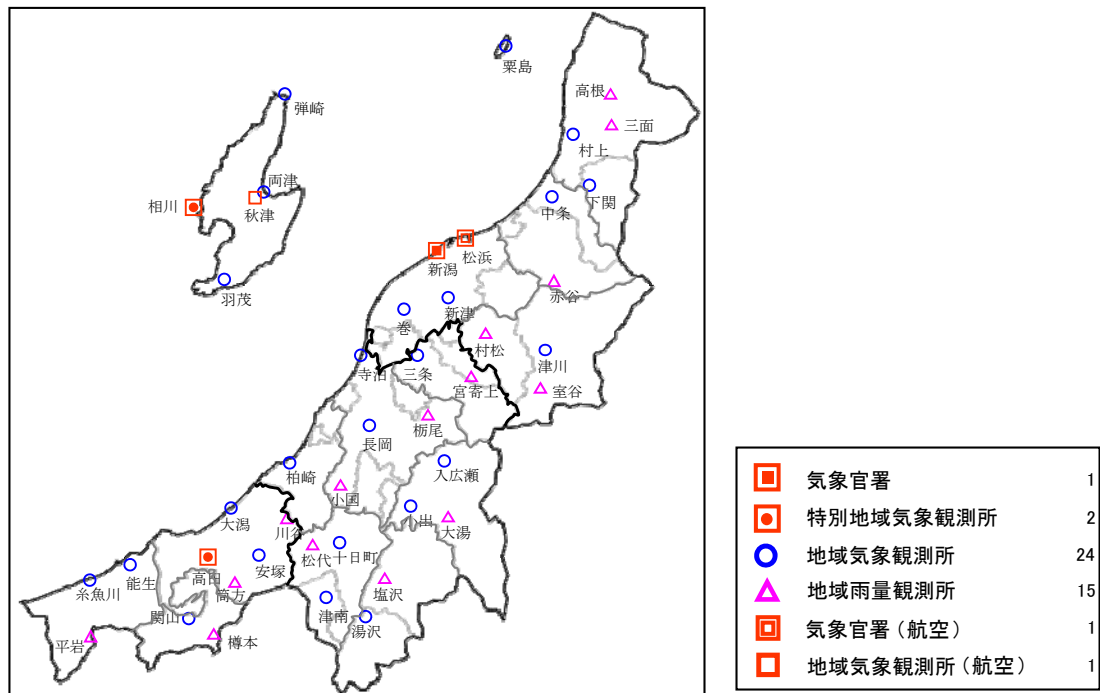 粟島
高根
三面
弾崎
村上
両津
下関
相川
秋津
中条
松浜
新潟
羽茂
赤谷
新津
巻
村松
津川
寺泊
三条
宮寄上
室谷
栃尾
長岡
入広瀬
柏崎
小国
小出
大潟
川谷
大湯
松代
十日町
高田
安塚
能生
筒方
塩沢
糸魚川
津南
関山
湯沢
平岩
樽本
気象官署 1
特別地域気象観測所 2
地域気象観測所 24
地域雨量観測所 15
気象官署(航空) 1
地域気象観測所(航空) 1